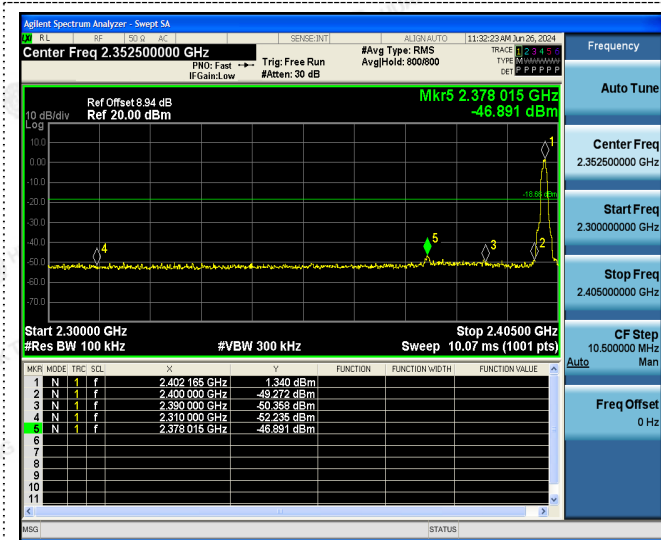 Agilent Spectrum Analyzer - Swept SA
RL RF 50 Ω AC SENSE:INT ALIGN AUTO 11:32:23 AM Jun 26, 2024
Center Freq 2.352500000 GHz #Avg Type: RMS TRACE 1 2 3 4 5 6
PNO: Fast Trig: Free Run Avg|Hold: 800/800 TYPE MWWWWW
IFGain:Low #Atten: 30 dB DET P P P P P P
Ref Offset 8.94 dB Mkr5 2.378 015 GHz
10 dB/div Ref 20.00 dBm -46.891 dBm
Log
10.0
0.00
-10.0
-20.0
-30.0
-40.0
-50.0
-60.0
-70.0
1
-18.66 dBm
5
3
2
4
Start 2.30000 GHz Stop 2.40500 GHz
#Res BW 100 kHz #VBW 300 kHz Sweep 10.07 ms (1001 pts)
MKR MODE TRC SCL X Y FUNCTION FUNCTION WIDTH FUNCTION VALUE
1 N 1 f 2.402 165 GHz 1.340 dBm
2 N 1 f 2.400 000 GHz -49.272 dBm
3 N 1 f 2.390 000 GHz -50.358 dBm
4 N 1 f 2.310 000 GHz -52.235 dBm
5 N 1 f 2.378 015 GHz -46.891 dBm
6
7
8
9
10
11
MSG STATUS
Frequency
Auto Tune
Center Freq
2.352500000 GHz
Start Freq
2.300000000 GHz
Stop Freq
2.405000000 GHz
CF Step
10.500000 MHz
Auto Man
Freq Offset
0 Hz